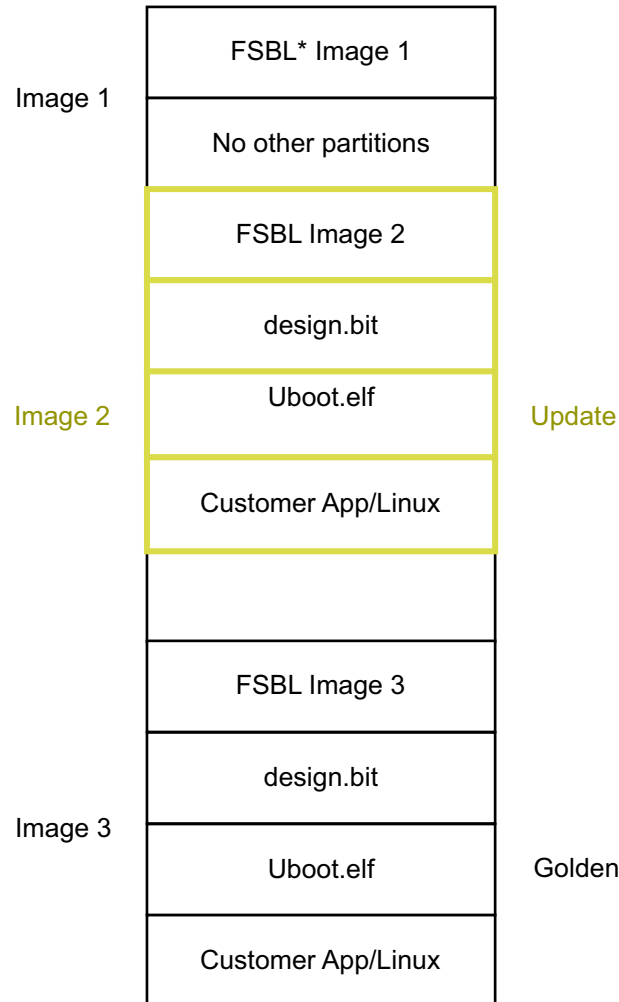 FSBL* Image 1
Image 1
No other partitions
FSBL Image 2
design.bit
Uboot.elf
Image 2
Update
Customer App/Linux
FSBL Image 3
design.bit
Image 3
Uboot.elf
Golden
Customer App/Linux